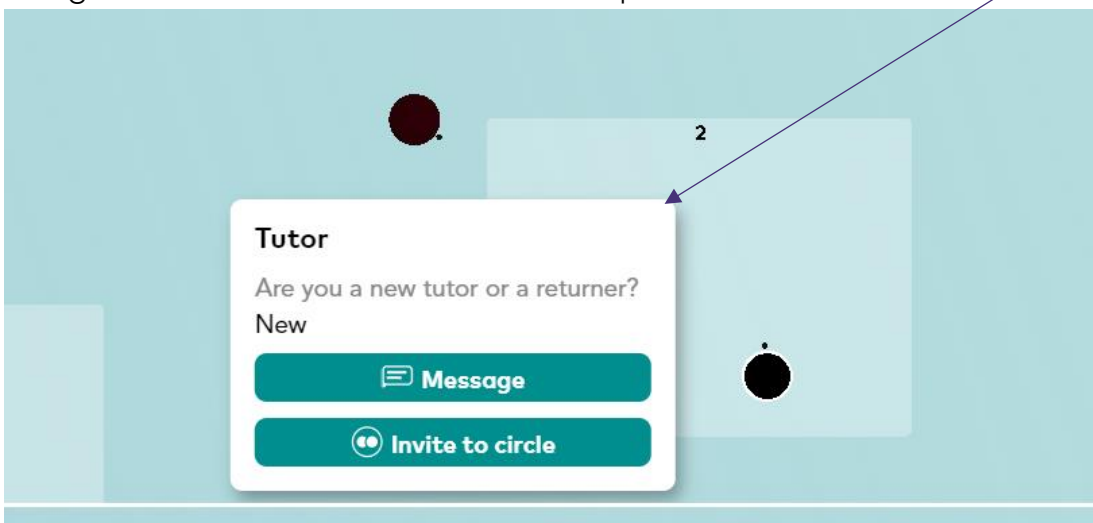 2
Tutor
Are you a new tutor or a returner?
New
Message
Invite to circle